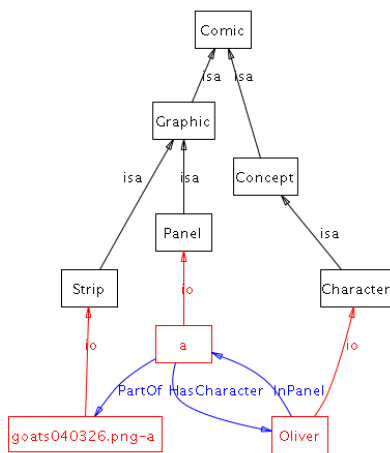 Comic
isa isa
Graphic
Concept
isa isa
Panel
isa
Strip
Character
io
a
io
io
PartOf HasCharacter InPanel
goats040326.png-a
Oliver